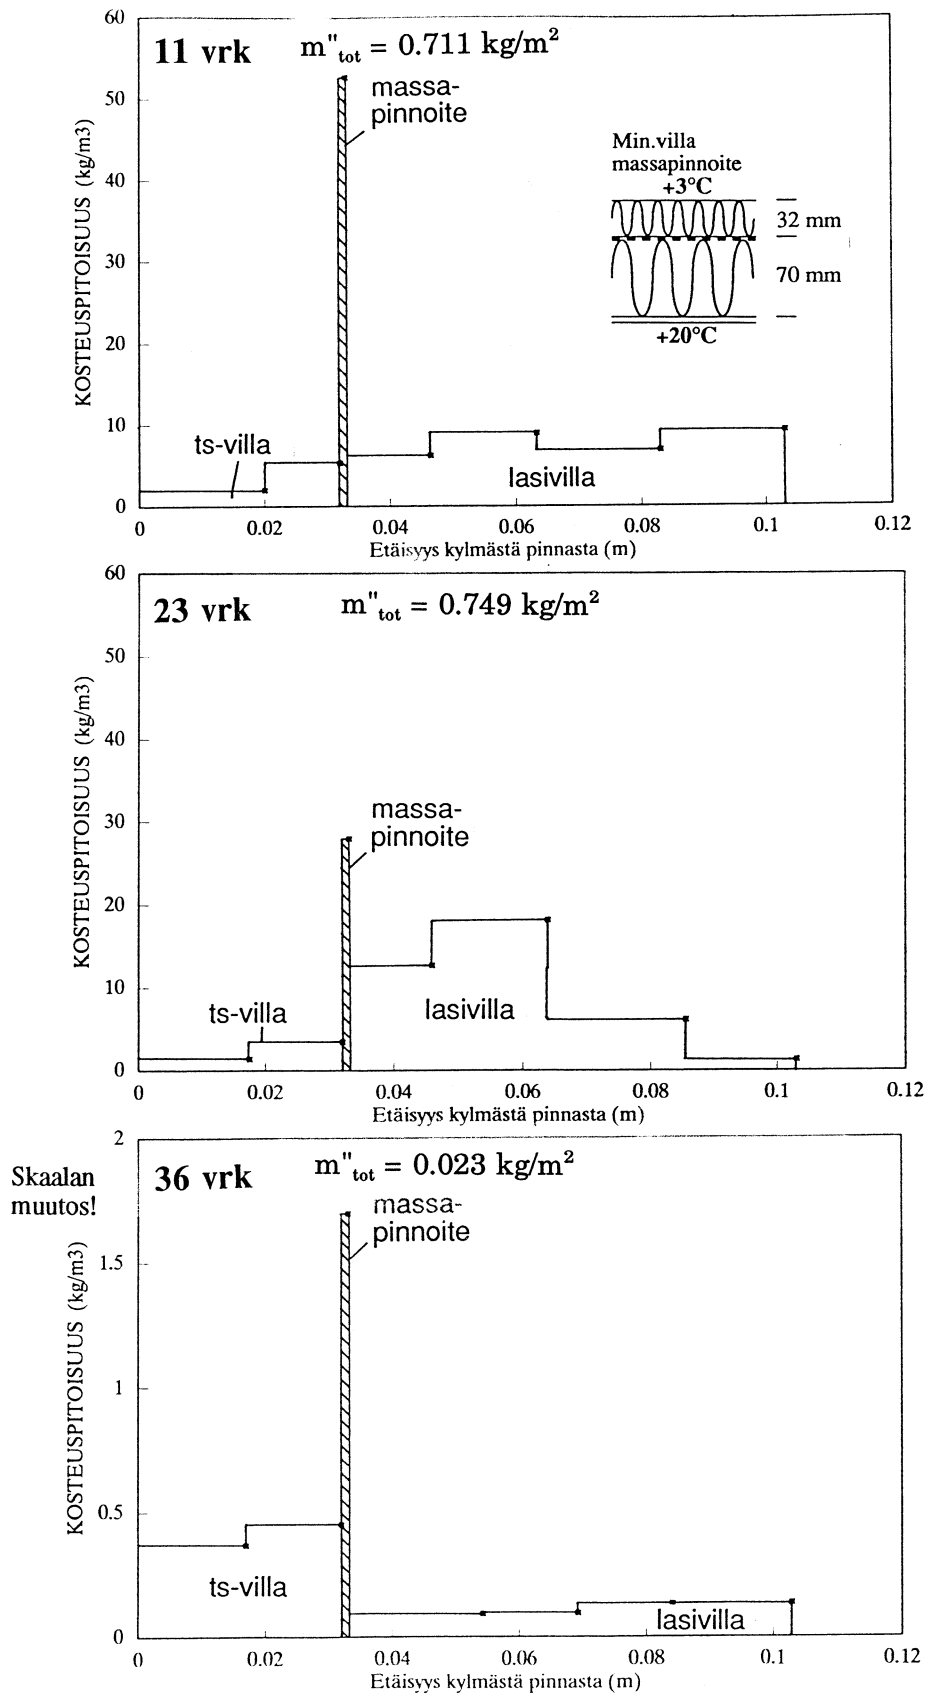 60
50
40
30
20
10
0
KOSTEUSPITOISUUS (kg/m3)
11 vrk m"tot = 0.711 kg/m2
massa-
pinnoite
Min.villa
massapinnoite
+3°C
32 mm
70 mm
+20°C
ts-villa
lasivilla
0 0.02 0.04 0.06 0.08 0.1 0.12
Etäisyys kylmästä pinnasta (m)
60
50
40
30
20
10
0
KOSTEUSPITOISUUS (kg/m3)
23 vrk m"tot = 0.749 kg/m2
massa-
pinnoite
ts-villa
lasivilla
0 0.02 0.04 0.06 0.08 0.1 0.12
Etäisyys kylmästä pinnasta (m)
Skaalan
muutos!
2
1.5
1
0.5
0
KOSTEUSPITOISUUS (kg/m3)
36 vrk m"tot = 0.023 kg/m2
massa-
pinnoite
ts-villa
lasivilla
0 0.02 0.04 0.06 0.08 0.1 0.12
Etäisyys kylmästä pinnasta (m)